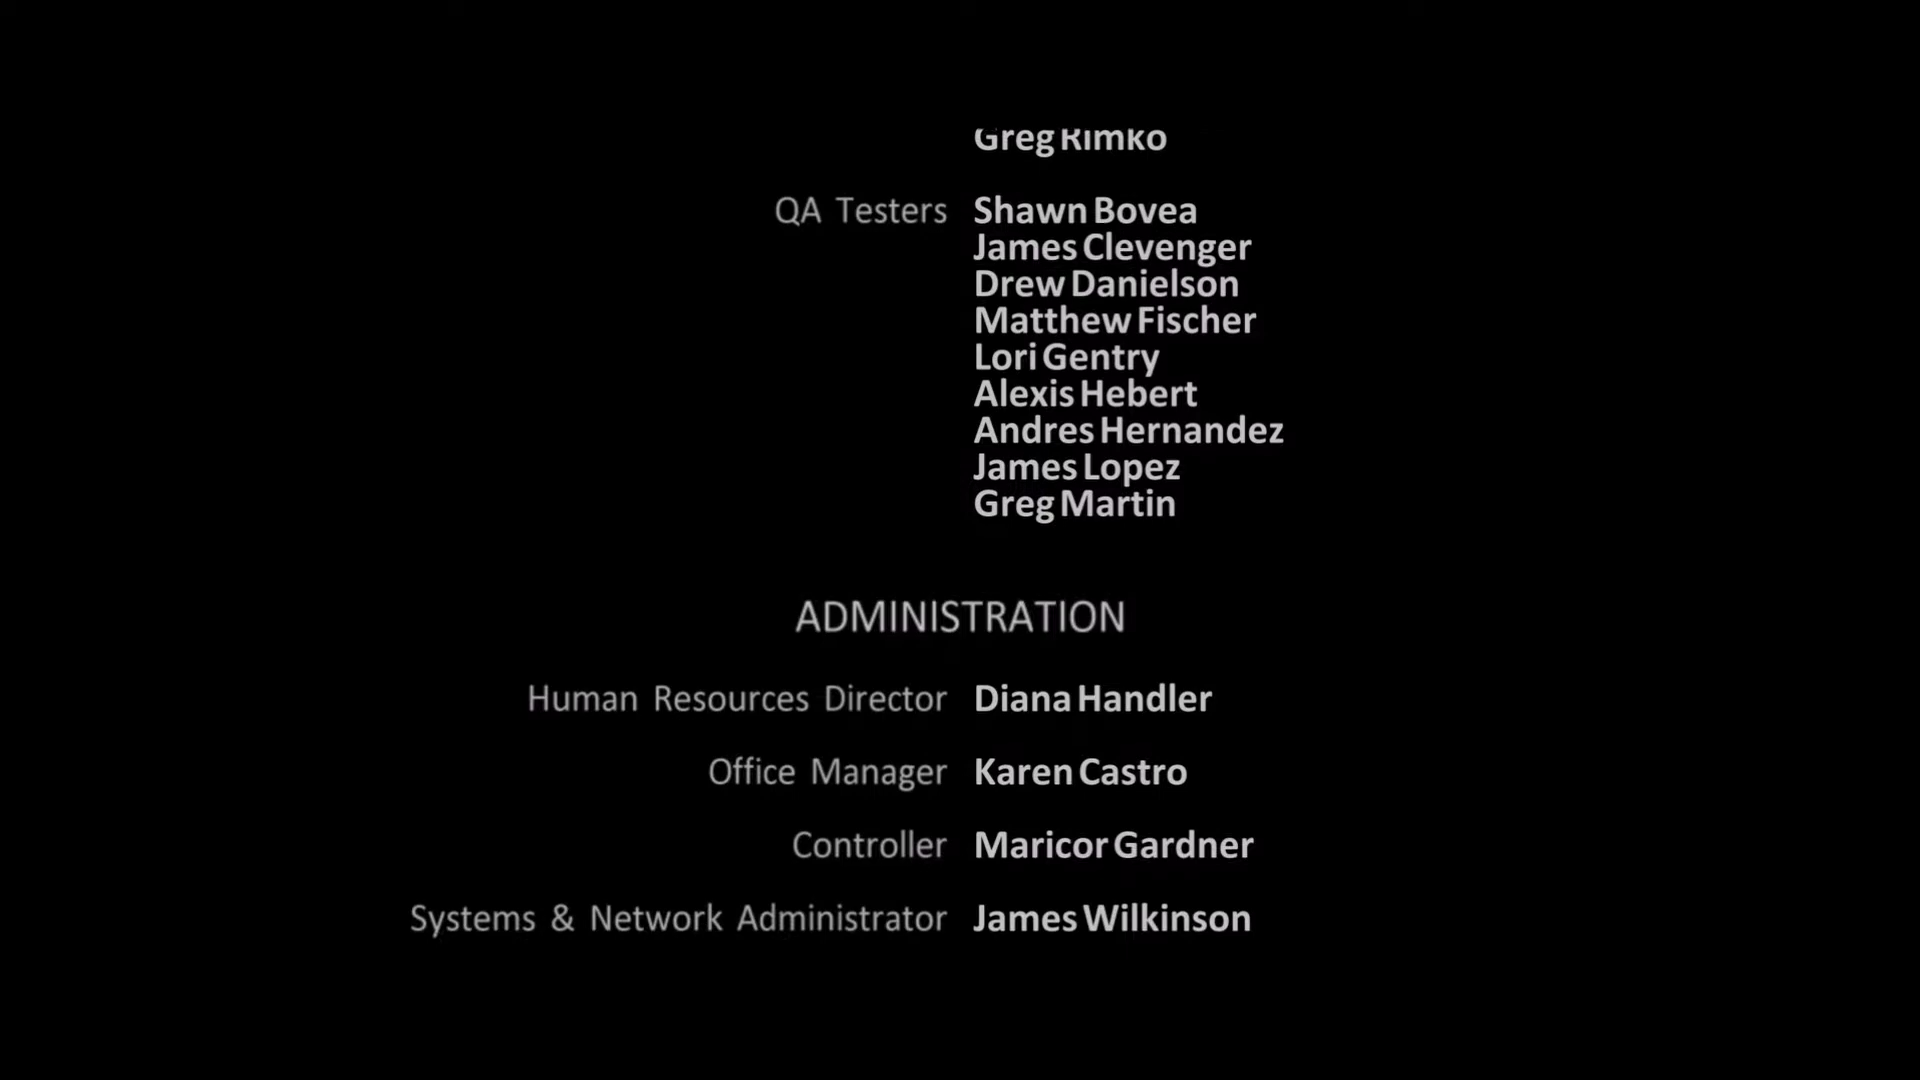 Greg Rimko
QA Testers Shawn Bovea
James Clevenger
Drew Danielson
Matthew Fischer
Lori Gentry
Alexis Hebert
Andres Hernandez
James Lopez
Greg Martin
ADMINISTRATION
Human Resources Director Diana Handler
Office Manager Karen Castro
Controller Maricor Gardner
Systems & Network Administrator James Wilkinson